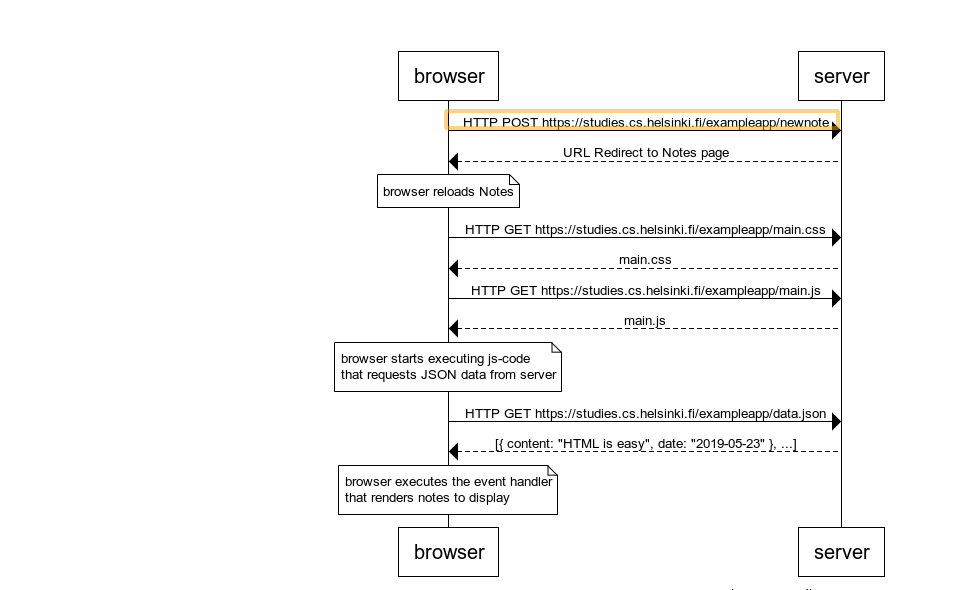 browser
server
HTTP POST https://studies.cs.helsinki.fi/exampleapp/newnote
URL Redirect to Notes page
browser reloads Notes
HTTP GET https://studies.cs.helsinki.fi/exampleapp/main.css
main.css
HTTP GET https://studies.cs.helsinki.fi/exampleapp/main.js
main.js
browser starts executing js-code
that requests JSON data from server
HTTP GET https://studies.cs.helsinki.fi/exampleapp/data.json
[{ content: "HTML is easy", date: "2019-05-23" }, ...]
browser executes the event handler
that renders notes to display
browser
server